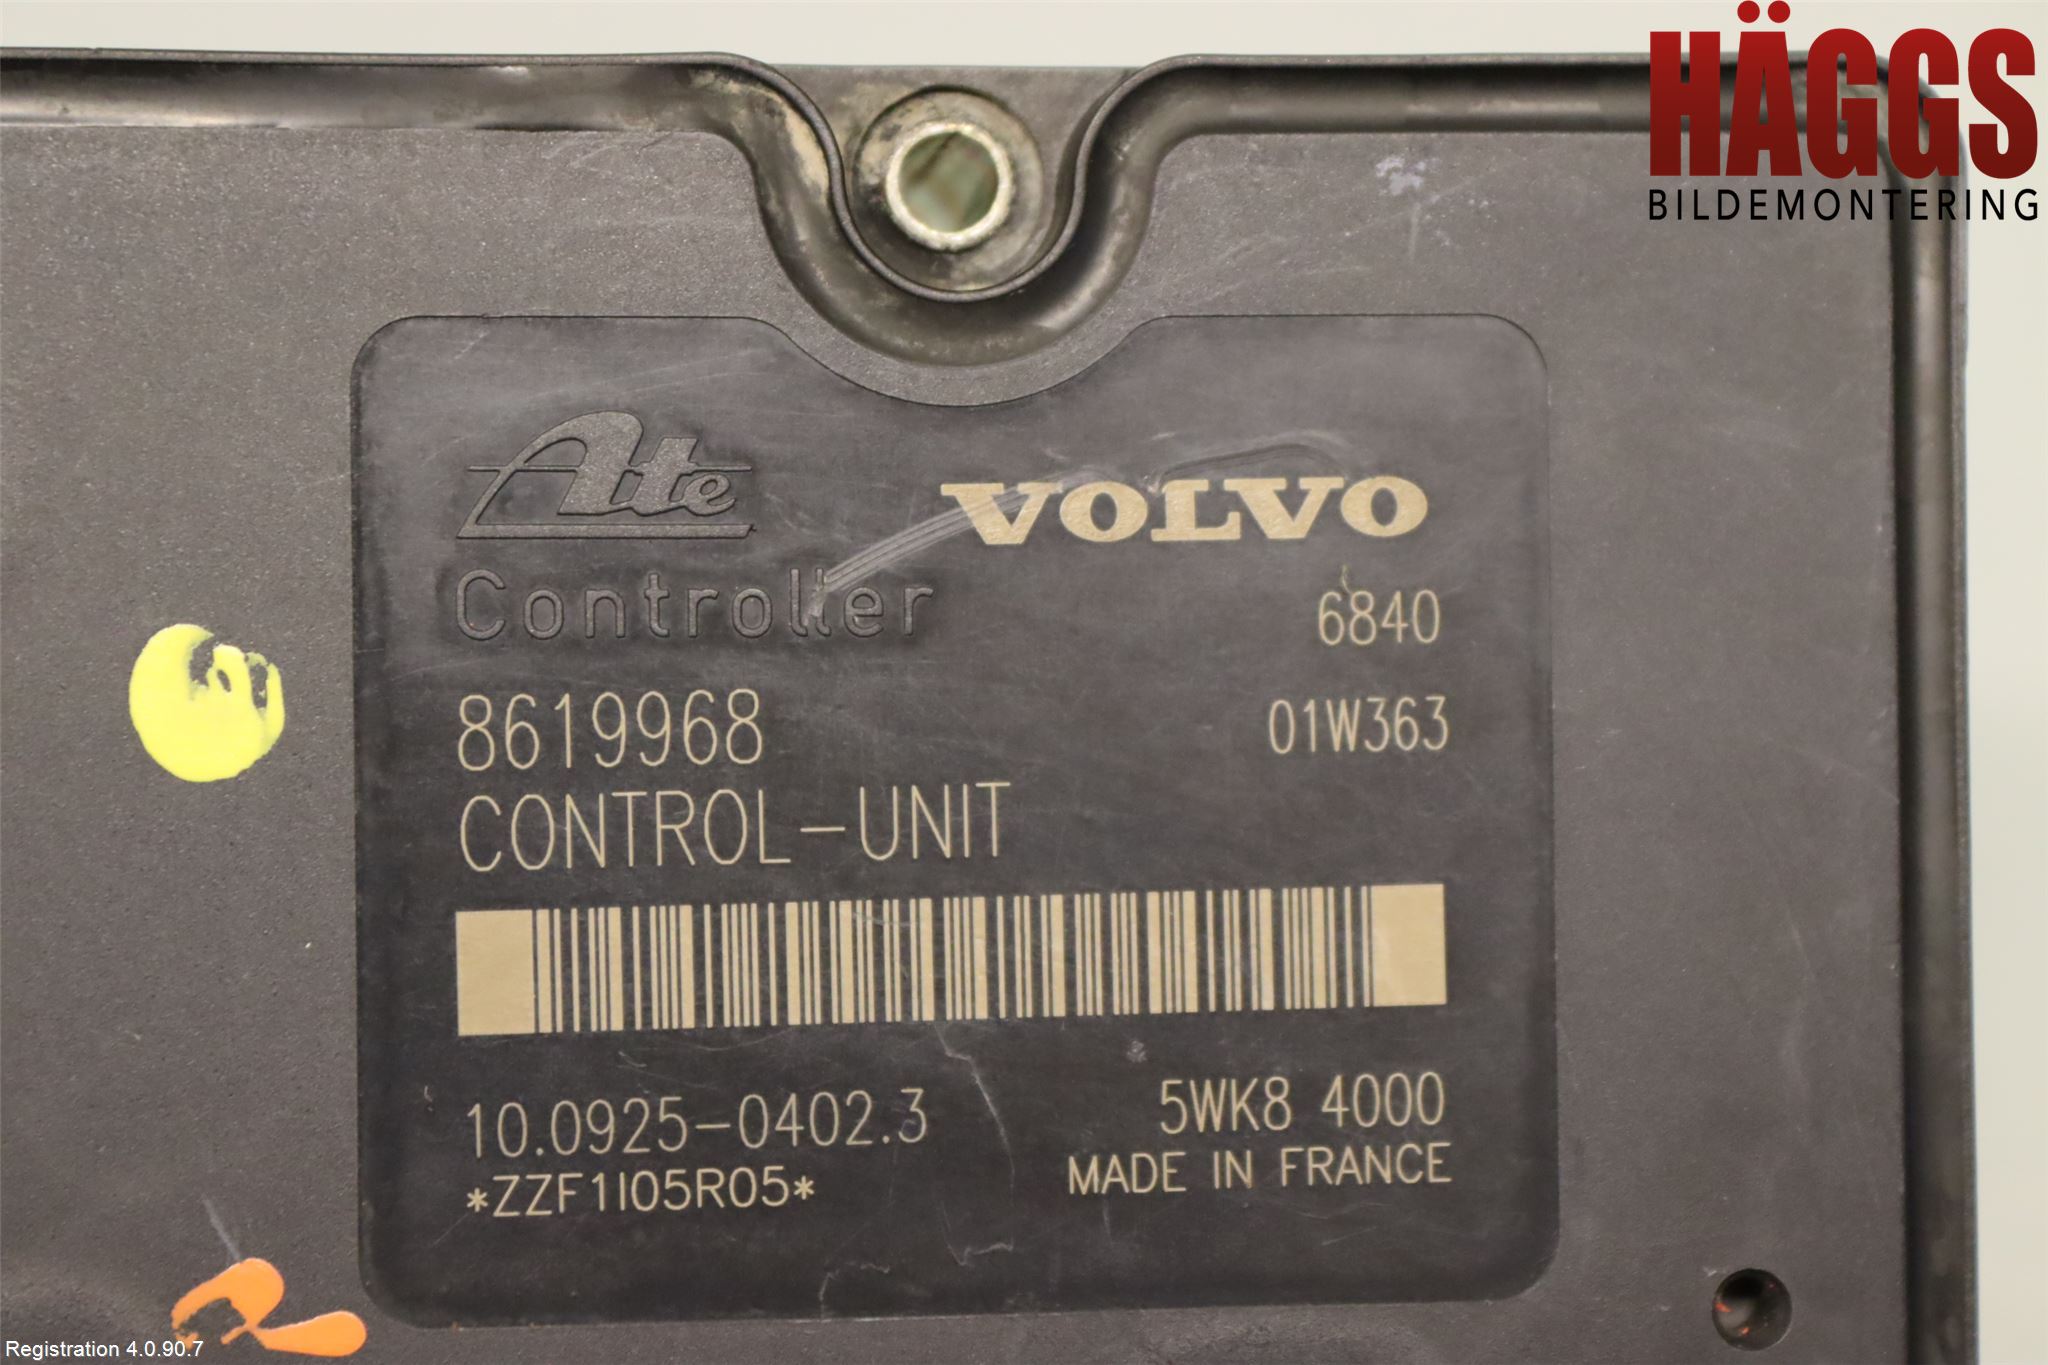 HÄGGS
BILDEMONTERING
Ate
VOLVO
Controller
6840
8619968
01W363
CONTROL-UNIT
10.0925-0402.3
5WK8 4000
*ZZF1I05R05*
MADE IN FRANCE
Registration 4.0.90.7